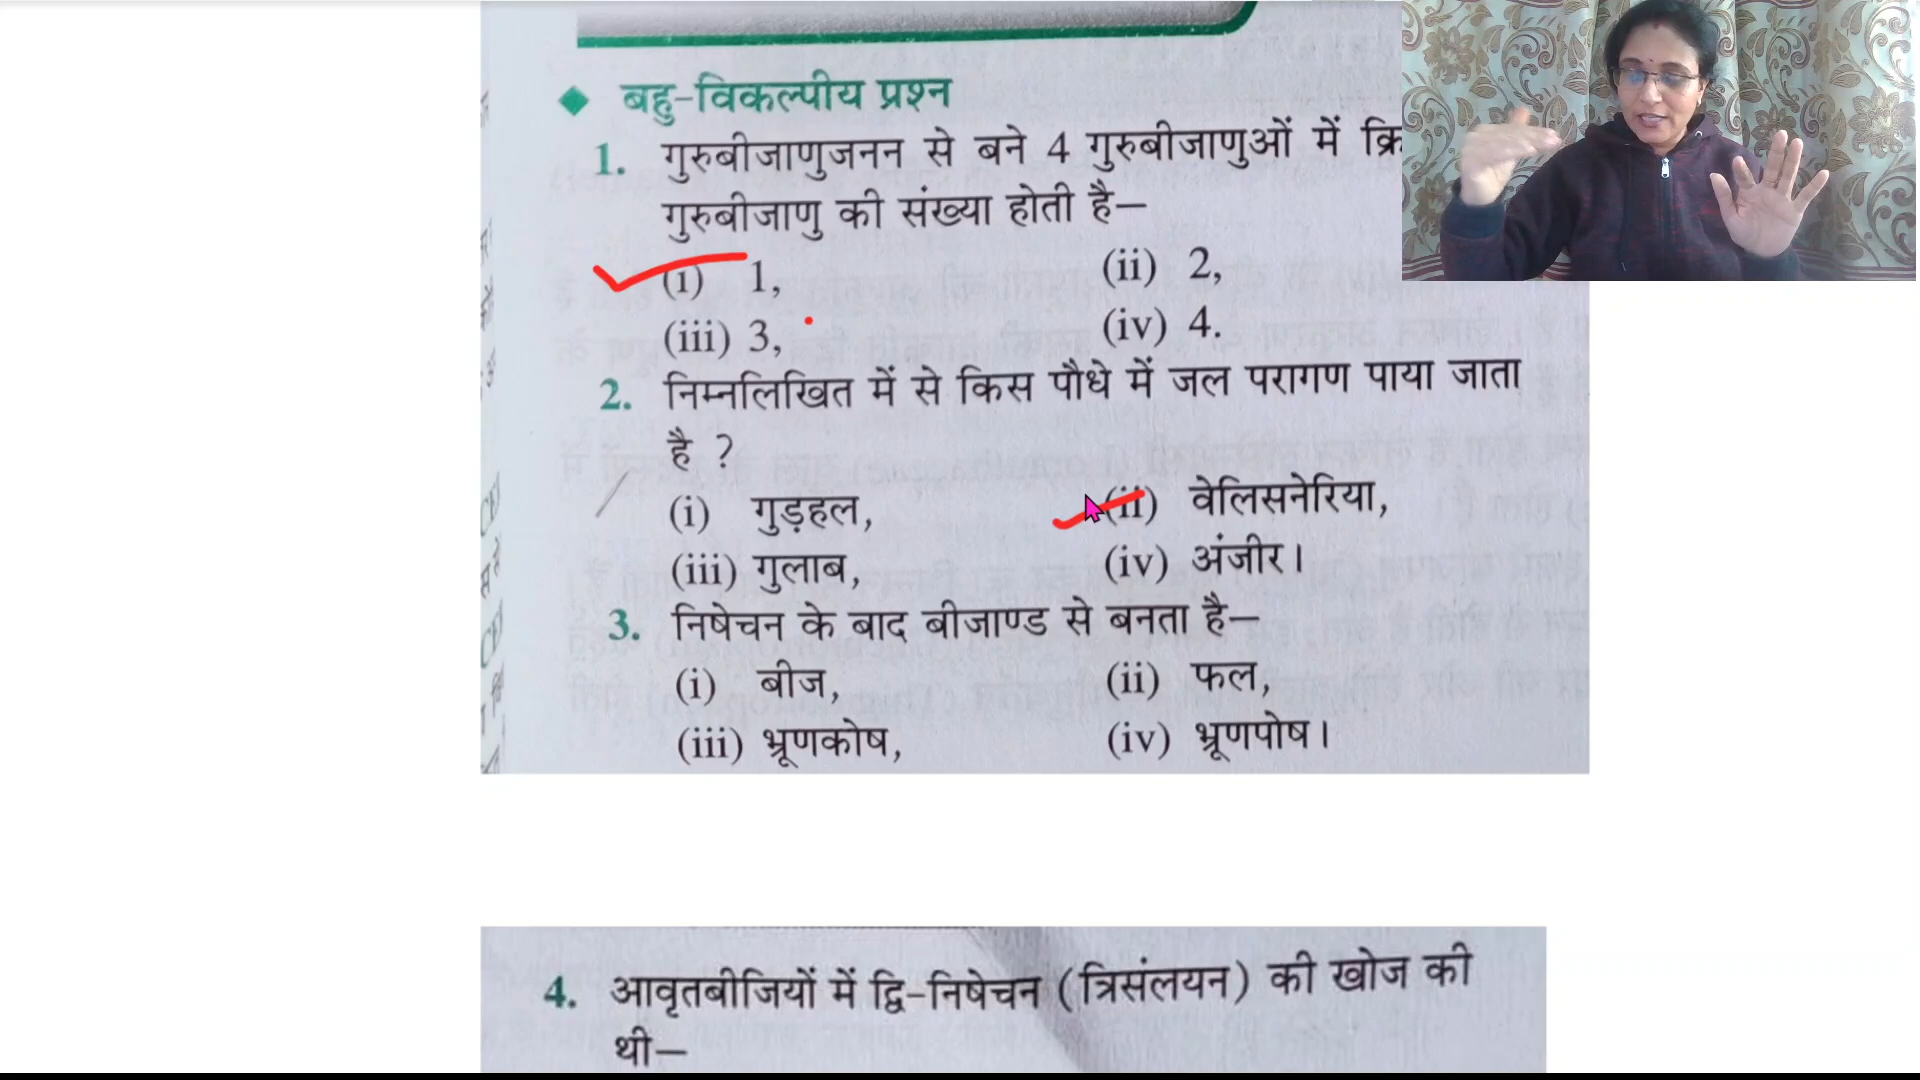 बहु-विकल्पीय प्रश्न
1. गुरुबीजाणुजनन से बने 4 गुरुबीजाणुओं में
गुरुबीजाणु की संख्या होती है—
(i) 1, (ii) 2,
(iii) 3, (iv) 4.
2. निम्नलिखित में से किस पौधे में जल परागण पाया जाता
है ?
(i) गुड़हल, (ii) वेलिसनेरिया,
(iii) गुलाब, (iv) अंजीर।
3. निषेचन के बाद बीजाण्ड से बनता है—
(i) बीज, (ii) फल,
(iii) भ्रूणकोष, (iv) भ्रूणपोष।
4. आवृतबीजियों में द्वि-निषेचन (त्रिसंलयन) की खोज की
थी—